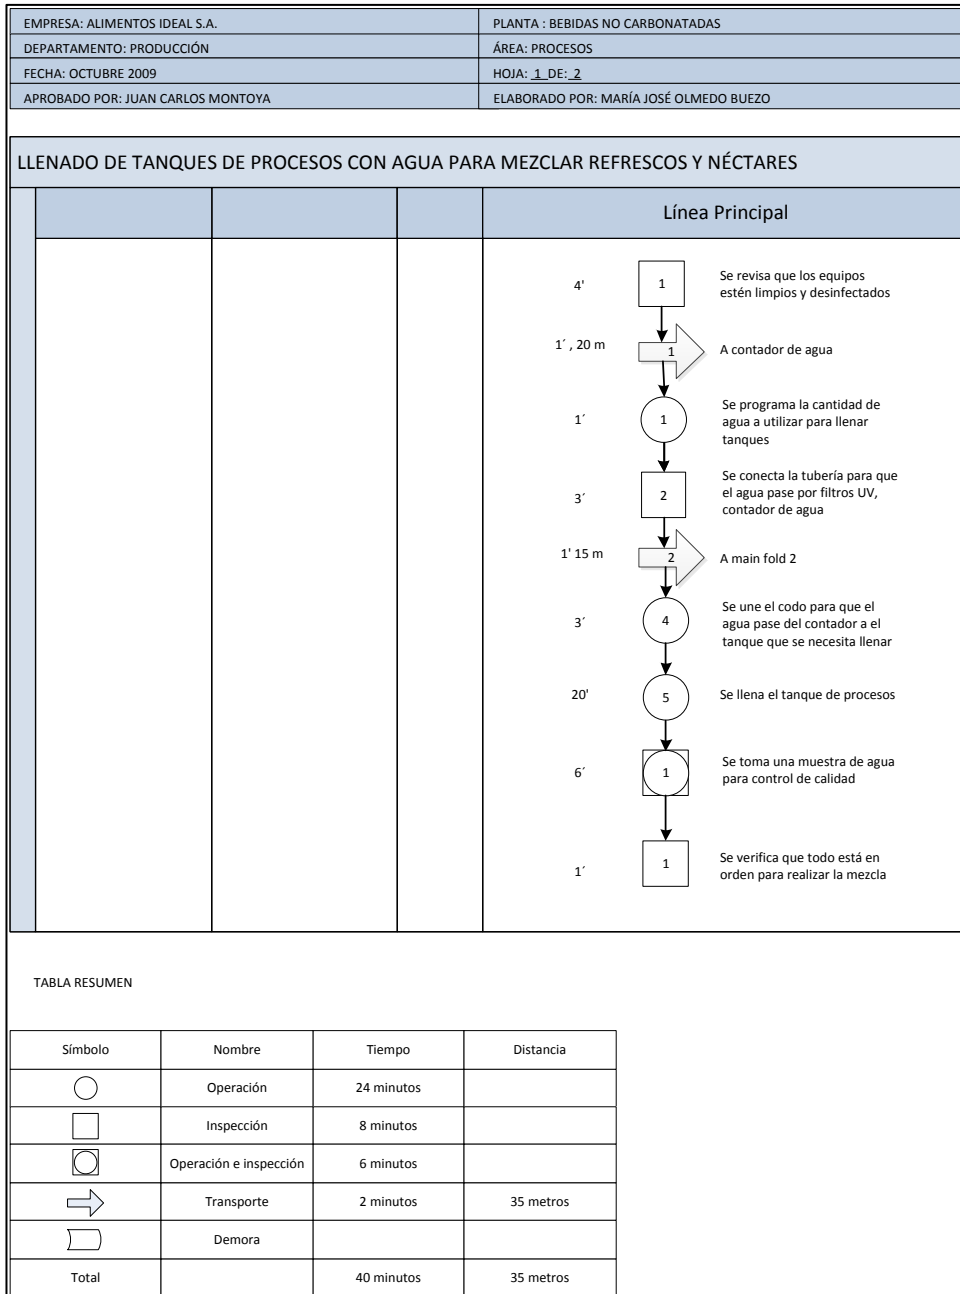 EMPRESA: ALIMENTOS IDEAL S.A.
PLANTA : BEBIDAS NO CARBONATADAS
DEPARTAMENTO: PRODUCCIÓN
ÁREA: PROCESOS
FECHA: OCTUBRE 2009
HOJA: 1 DE: 2
APROBADO POR: JUAN CARLOS MONTOYA
ELABORADO POR: MARÍA JOSÉ OLMEDO BUEZO
LLENADO DE TANQUES DE PROCESOS CON AGUA PARA MEZCLAR REFRESCOS Y NÉCTARES
Línea Principal
4'
1
Se revisa que los equipos
estén limpios y desinfectados
1´ , 20 m
1
A contador de agua
1´
1
Se programa la cantidad de
agua a utilizar para llenar
tanques
3´
2
Se conecta la tubería para que
el agua pase por filtros UV,
contador de agua
1' 15 m
2
A main fold 2
3´
4
Se une el codo para que el
agua pase del contador a el
tanque que se necesita llenar
20'
5
Se llena el tanque de procesos
6´
1
Se toma una muestra de agua
para control de calidad
1´
1
Se verifica que todo está en
orden para realizar la mezcla
TABLA RESUMEN
Símbolo Nombre Tiempo Distancia
Operación 24 minutos
Inspección 8 minutos
Operación e inspección 6 minutos
Transporte 2 minutos 35 metros
Demora
Total 40 minutos 35 metros